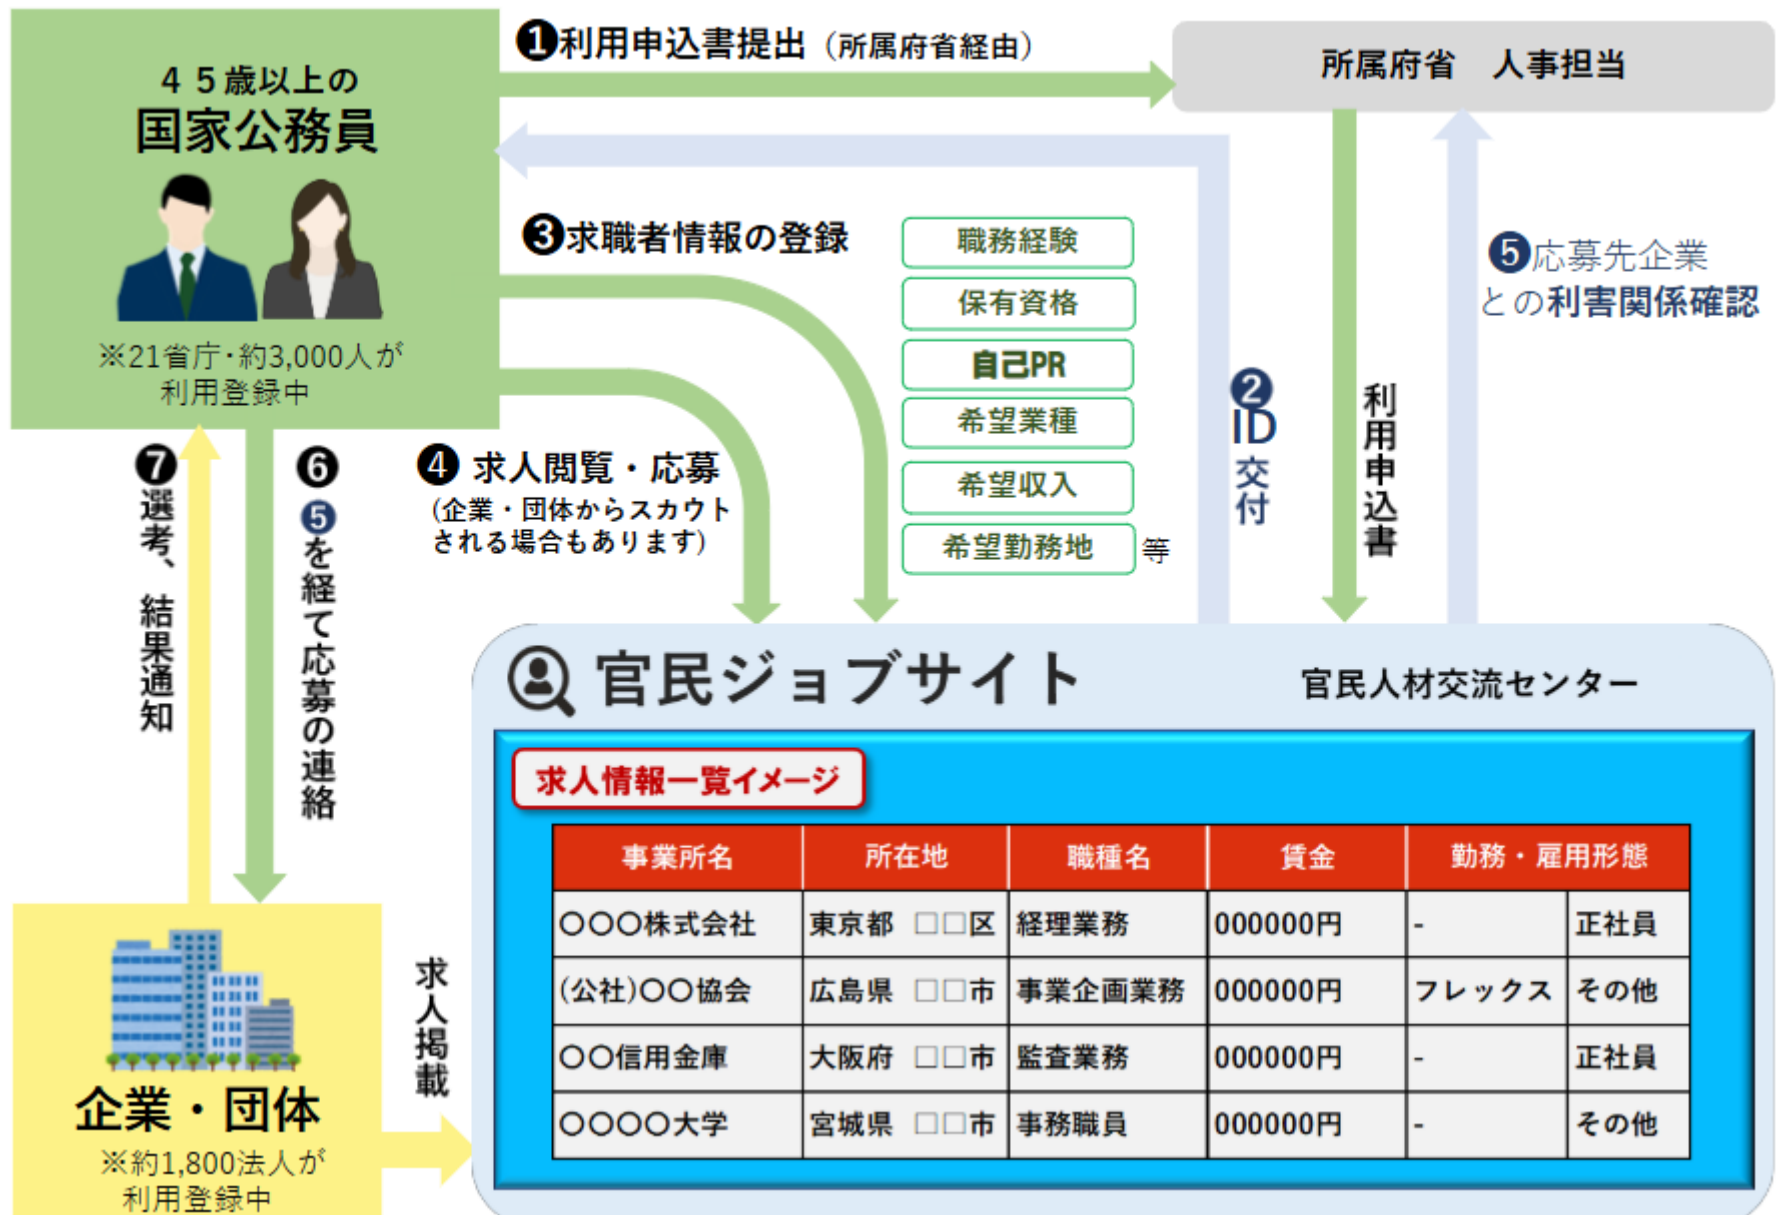 ４５歳以上の
国家公務員
※21省庁・約3,000人が
利用登録中
❶利用申込書提出（所属府省経由）
所属府省　人事担当
❸求職者情報の登録
職務経験
保有資格
自己PR
希望業種
希望収入
希望勤務地 等
❷ID交付
利用申込書
❺応募先企業
との利害関係確認
❹ 求人閲覧・応募
(企業・団体からスカウト
される場合もあります)
❼選考、結果通知
❻❺を経て応募の連絡
官民ジョブサイト
官民人材交流センター
求人情報一覧イメージ
事業所名 所在地 職種名 賃金 勤務・雇用形態
〇〇〇株式会社 東京都 □□区 経理業務 000000円 - 正社員
(公社)〇〇協会 広島県 □□市 事業企画業務 000000円 フレックス その他
〇〇信用金庫 大阪府 □□市 監査業務 000000円 - 正社員
〇〇〇〇大学 宮城県 □□市 事務職員 000000円 - その他
求人掲載
企業・団体
※約1,800法人が
利用登録中